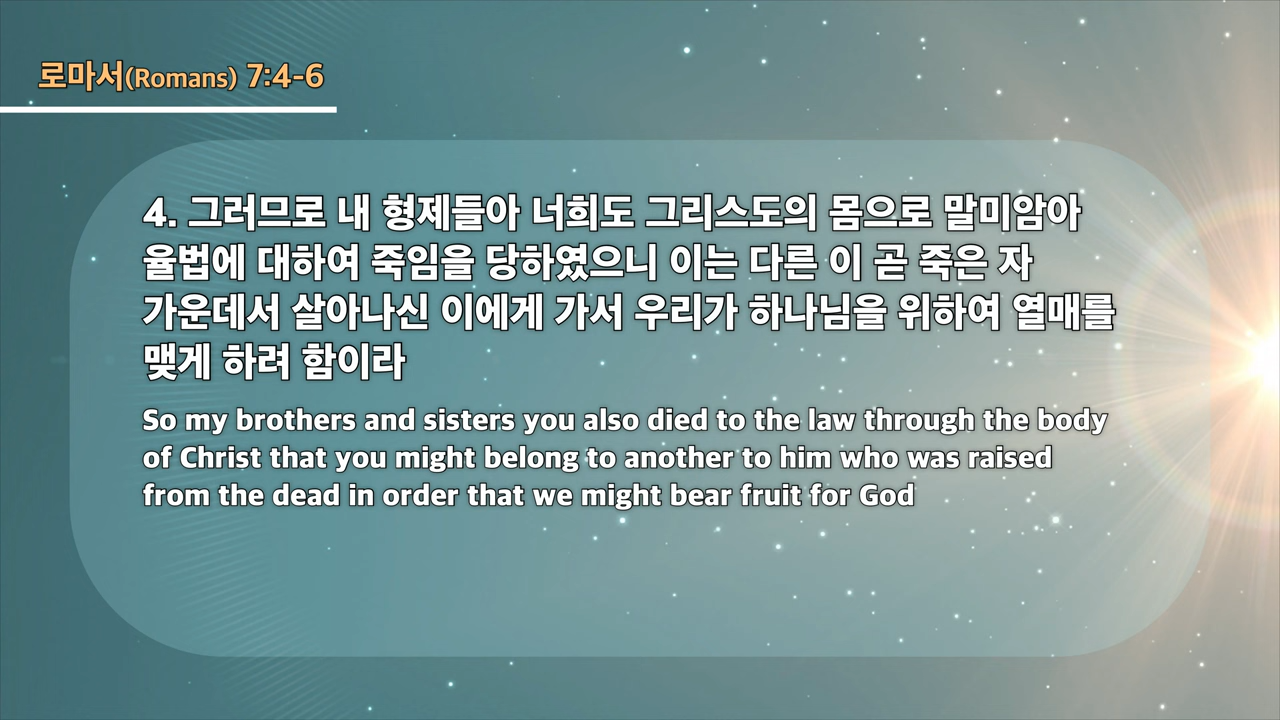 로마서(Romans) 7:4-6
4. 그러므로 내 형제들아 너희도 그리스도의 몸으로 말미암아
율법에 대하여 죽임을 당하였으니 이는 다른 이 곧 죽은 자
가운데서 살아나신 이에게 가서 우리가 하나님을 위하여 열매를
맺게 하려 함이라
So my brothers and sisters you also died to the law through the body
of Christ that you might belong to another to him who was raised
from the dead in order that we might bear fruit for God